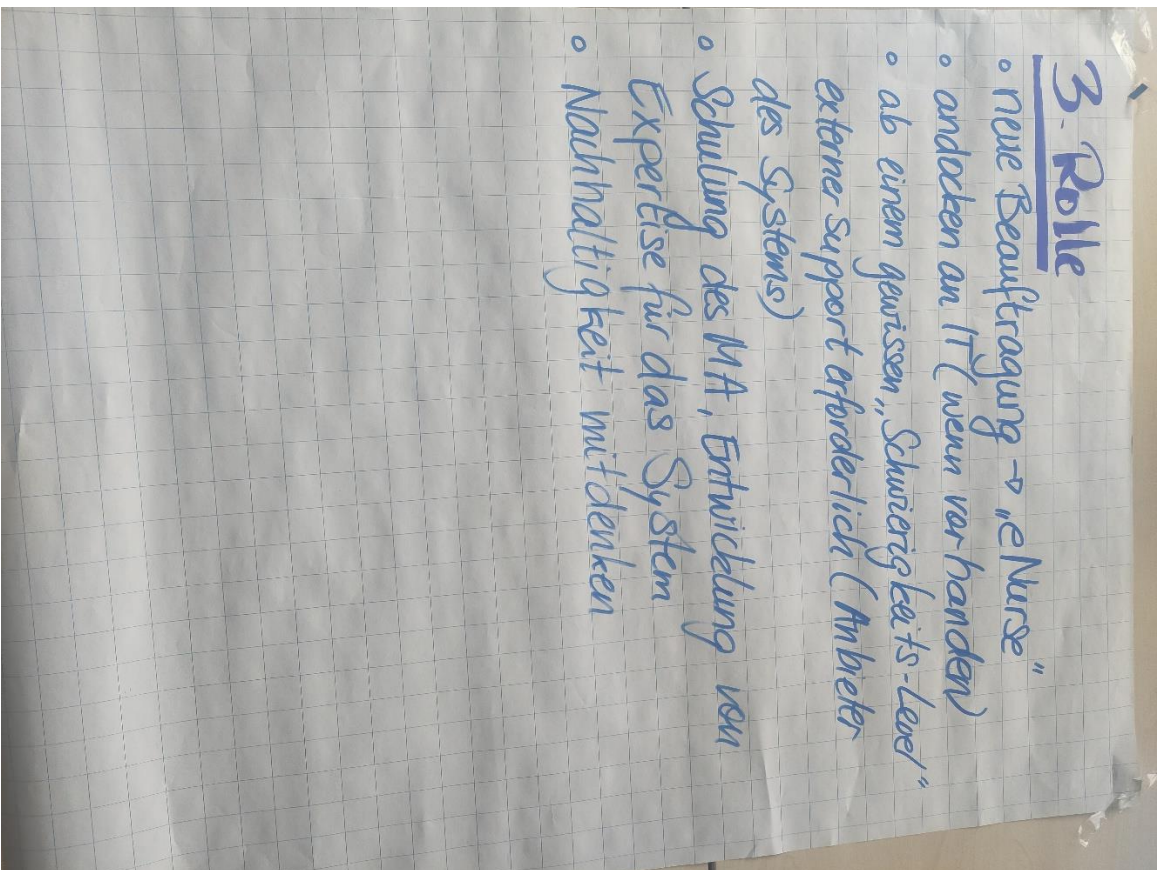 3. Rolle
◦ neue Beauftragung → „eNurse"
◦ andocken an IT (wenn vorhanden)
◦ ab einem gewissen „Schwierigkeits-Level"
externer Support erforderlich (Anbieter
des Systems)
◦ Schulung des MA, Entwicklung von
Expertise für das System
◦ Nachhaltigkeit mitdenken